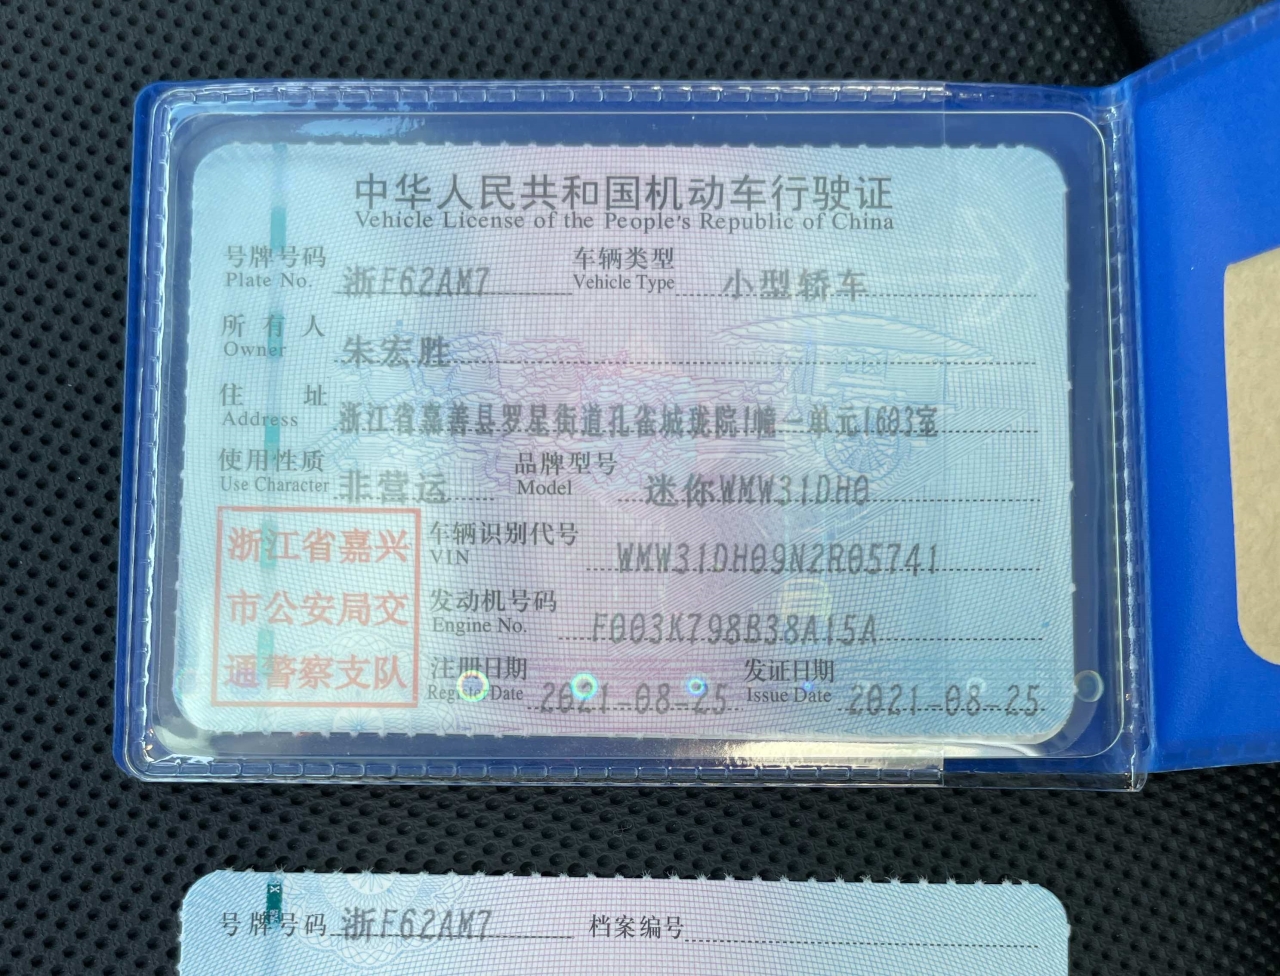 中华人民共和国机动车行驶证
Vehicle License of the People's Republic of China
号牌号码 浙F62AM7 车辆类型 小型轿车
Plate No. Vehicle Type
所有人 朱宏胜
Owner
住址 浙江省嘉善县罗星街道孔雀城珑院1幢一单元1603室
Address
使用性质 非营运 品牌型号 迷你WMW31DH0
Use Character Model
浙江省嘉兴
市公安局交
通警察支队
车辆识别代号 WMW31DH09N2R05741
VIN
发动机号码 F003K798B38A15A
Engine No.
注册日期 2021-08-25 发证日期 2021-08-25
Register Date Issue Date
号牌号码 浙F62AM7 档案编号